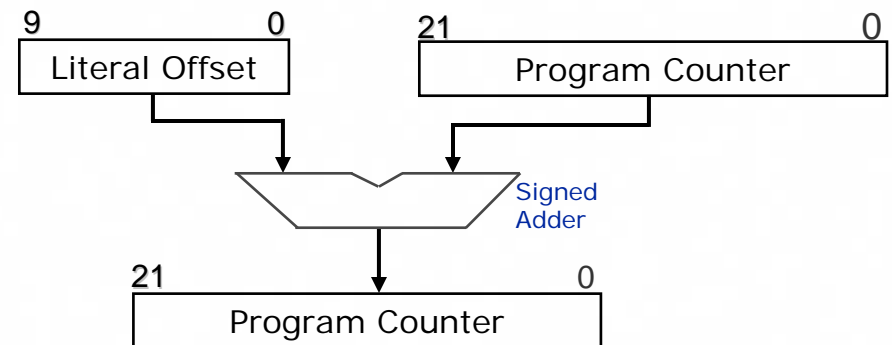 9 0
21 0
Literal Offset
Program Counter
Signed
Adder
21 0
Program Counter